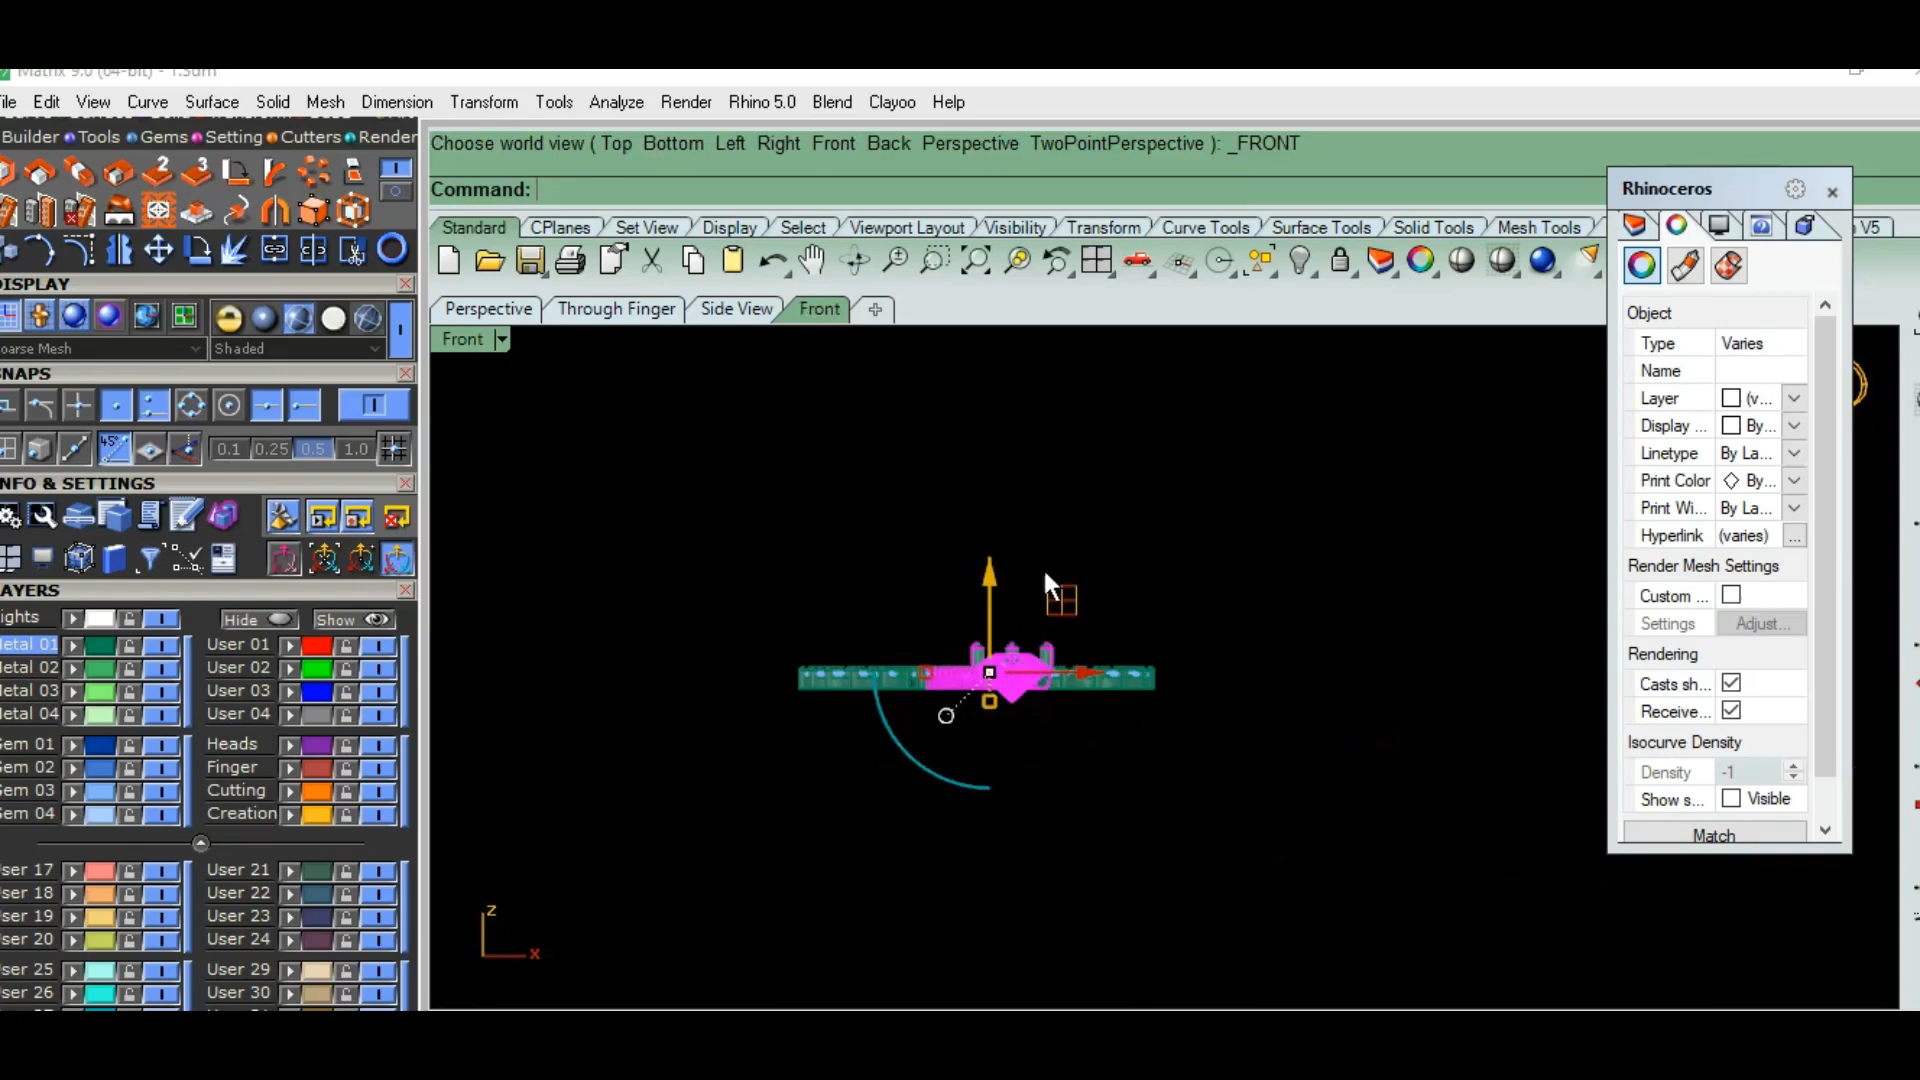 Matrix 9.0 (64-bit) - 1.3dm
ile Edit View Curve Surface Solid Mesh Dimension Transform Tools Analyze Render Rhino 5.0 Blend Clayoo Help
Builder Tools Gems Setting Cutters Render
Choose world view ( Top Bottom Left Right Front Back Perspective TwoPointPerspective ): _FRONT
Command:
Standard CPlanes Set View Display Select Viewport Layout Visibility Transform Curve Tools Surface Tools Solid Tools Mesh Tools V5
2 3
DISPLAY
oarse Mesh Shaded
SNAPS
45°
0.1 0.25 0.5 1.0
NFO & SETTINGS
AYERS
ights Hide Show
etal 01 User 01
etal 02 User 02
etal 03 User 03
etal 04 User 04
em 01 Heads
em 02 Finger
em 03 Cutting
em 04 Creation
ser 17 User 21
ser 18 User 22
ser 19 User 23
ser 20 User 24
ser 25 User 29
ser 26 User 30
Perspective Through Finger Side View Front
Front
z
x
Rhinoceros
Object
Type Varies
Name
Layer (v...
Display ... By...
Linetype By La...
Print Color By...
Print Wi... By La...
Hyperlink (varies) ...
Render Mesh Settings
Custom ...
Settings Adjust...
Rendering
Casts sh...
Receive...
Isocurve Density
Density -1
Show s... Visible
Match